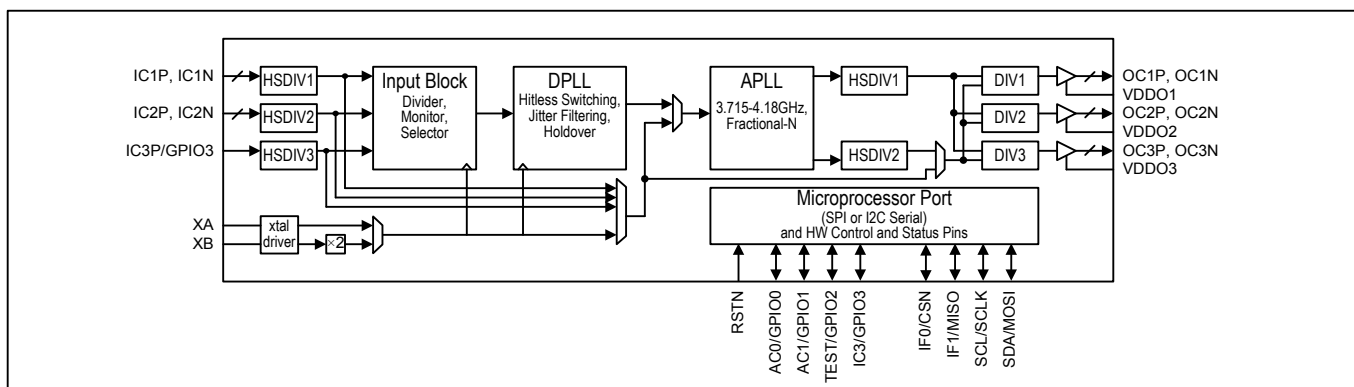 IC1P, IC1N
IC2P, IC2N
IC3P/GPIO3
XA
XB
HSDIV1
HSDIV2
HSDIV3
xtal
driver
×2
Input Block
Divider,
Monitor,
Selector
DPLL
Hitless Switching,
Jitter Filtering,
Holdover
APLL
3.715-4.18GHz,
Fractional-N
HSDIV1
HSDIV2
DIV1
DIV2
DIV3
OC1P, OC1N
VDDO1
OC2P, OC2N
VDDO2
OC3P, OC3N
VDDO3
Microprocessor Port
(SPI or I2C Serial)
and HW Control and Status Pins
RSTN
AC0/GPIO0
AC1/GPIO1
TEST/GPIO2
IC3/GPIO3
IF0/CSN
IF1/MISO
SCL/SCLK
SDA/MOSI